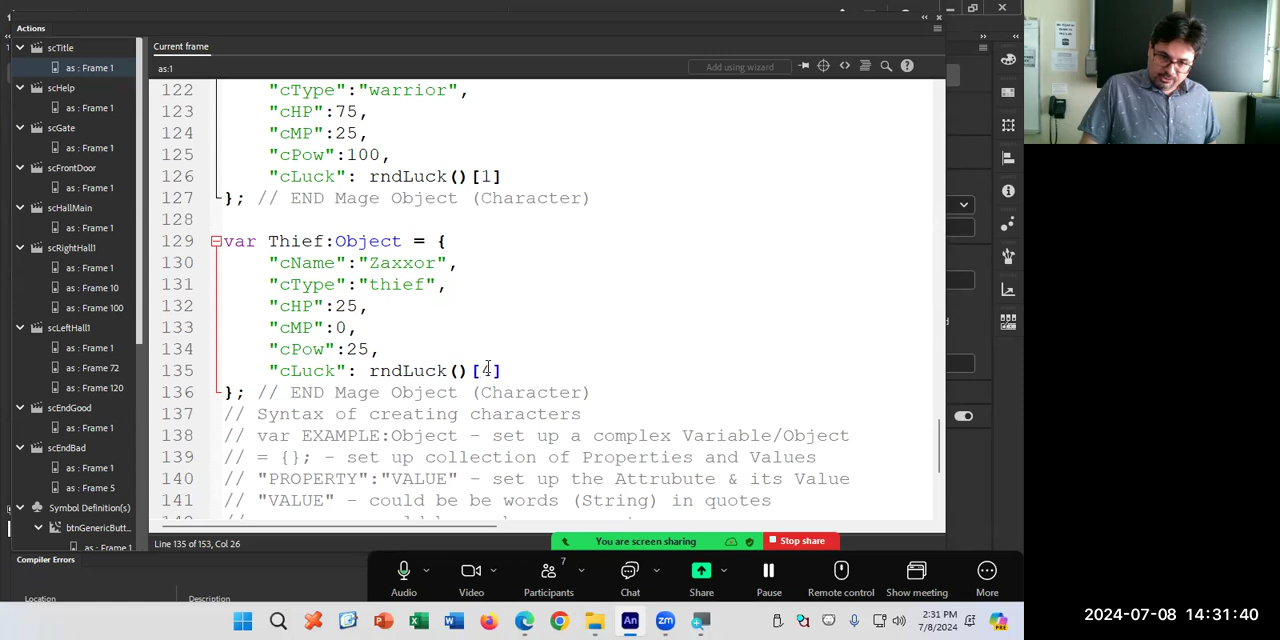 Actions
Current frame
as:1
Add using wizard
scTitle
as : Frame 1
scHelp
as : Frame 1
scGate
as : Frame 1
scFrontDoor
as : Frame 1
scHallMain
as : Frame 1
scRightHall1
as : Frame 1
as : Frame 10
as : Frame 100
scLeftHall1
as : Frame 1
as : Frame 72
as : Frame 120
scEndGood
as : Frame 1
scEndBad
as : Frame 1
as : Frame 5
Symbol Definition(s)
btnGenericButt...
as : Frame 1
122 "cType":"warrior",
123 "cHP":75,
124 "cMP":25,
125 "cPow":100,
126 "cLuck": rndLuck()[1]
127 }; // END Mage Object (Character)
128
129 var Thief:Object = {
130 "cName":"Zaxxor",
131 "cType":"thief",
132 "cHP":25,
133 "cMP":0,
134 "cPow":25,
135 "cLuck": rndLuck()[4]
136 }; // END Mage Object (Character)
137 // Syntax of creating characters
138 // var EXAMPLE:Object - set up a complex Variable/Object
139 // = {}; - set up collection of Properties and Values
140 // "PROPERTY":"VALUE" - set up the Attrubute & its Value
141 // "VALUE" - could be be words (String) in quotes
Line 135 of 153, Col 26
You are screen sharing
Stop share
Compiler Errors
Location
Description
Audio
Video
7
Participants
Chat
Share
Pause
Remote control
Show meeting
More
2:31 PM
7/8/2024
2024-07-08 14:31:40